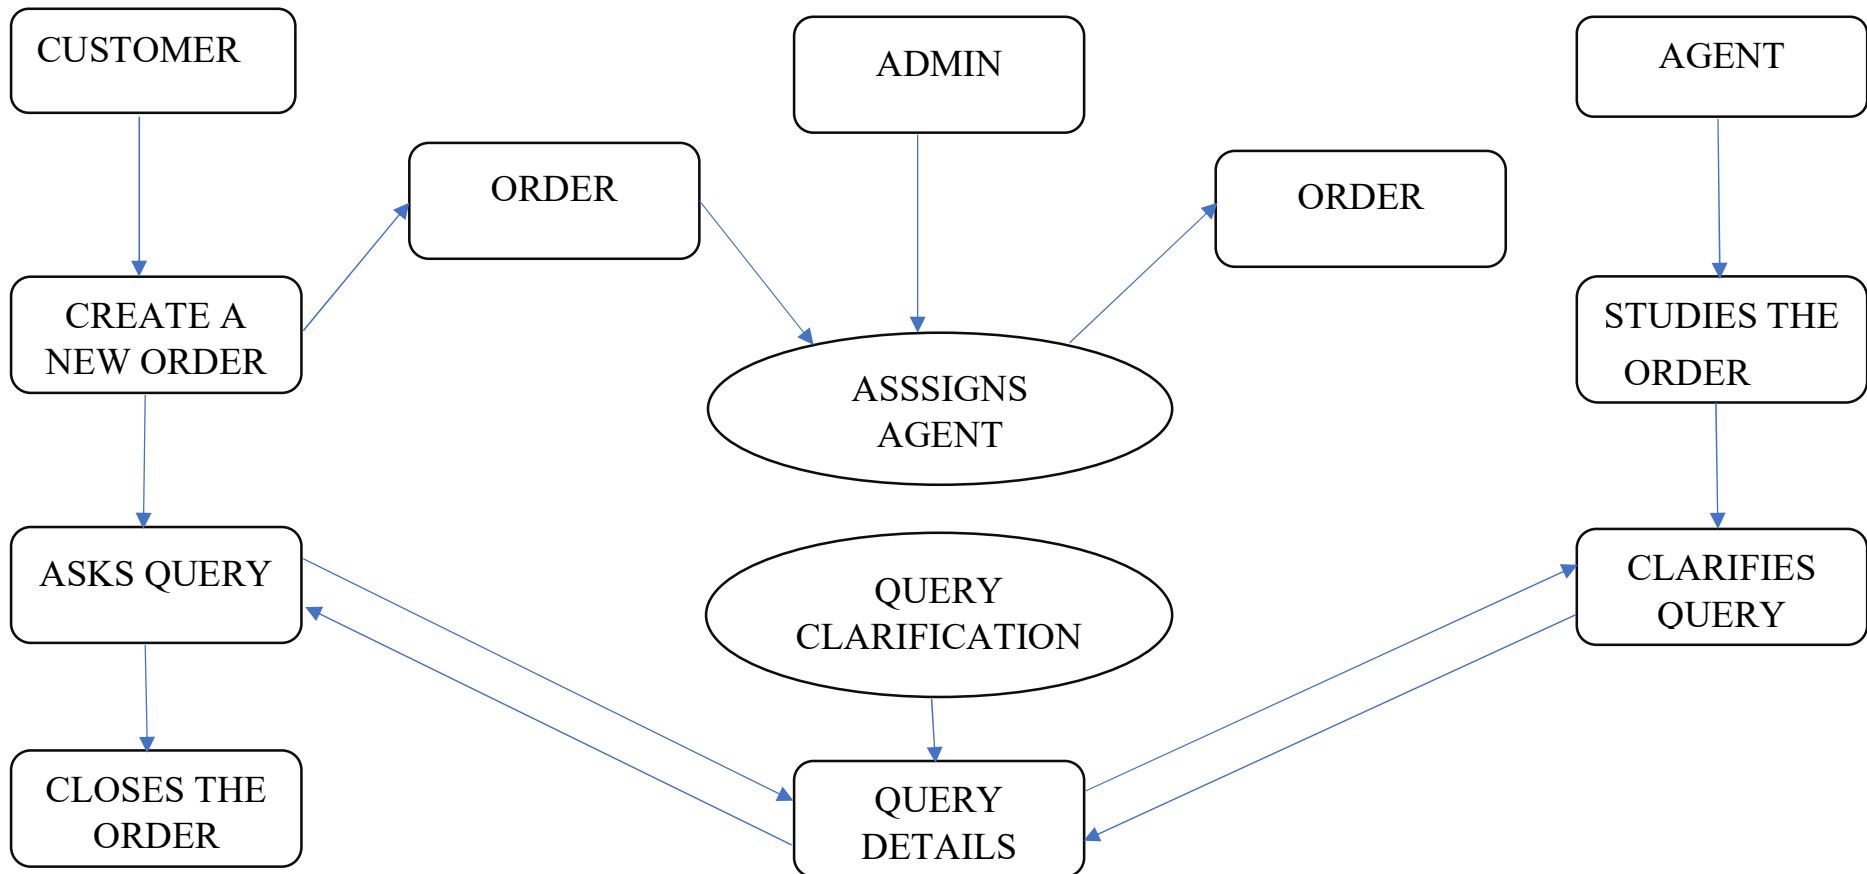 CUSTOMER
ADMIN
AGENT
ORDER
ORDER
CREATE A
NEW ORDER
STUDIES THE
ORDER
ASSSIGNS
AGENT
ASKS QUERY
QUERY
CLARIFICATION
CLARIFIES
QUERY
CLOSES THE
ORDER
QUERY
DETAILS